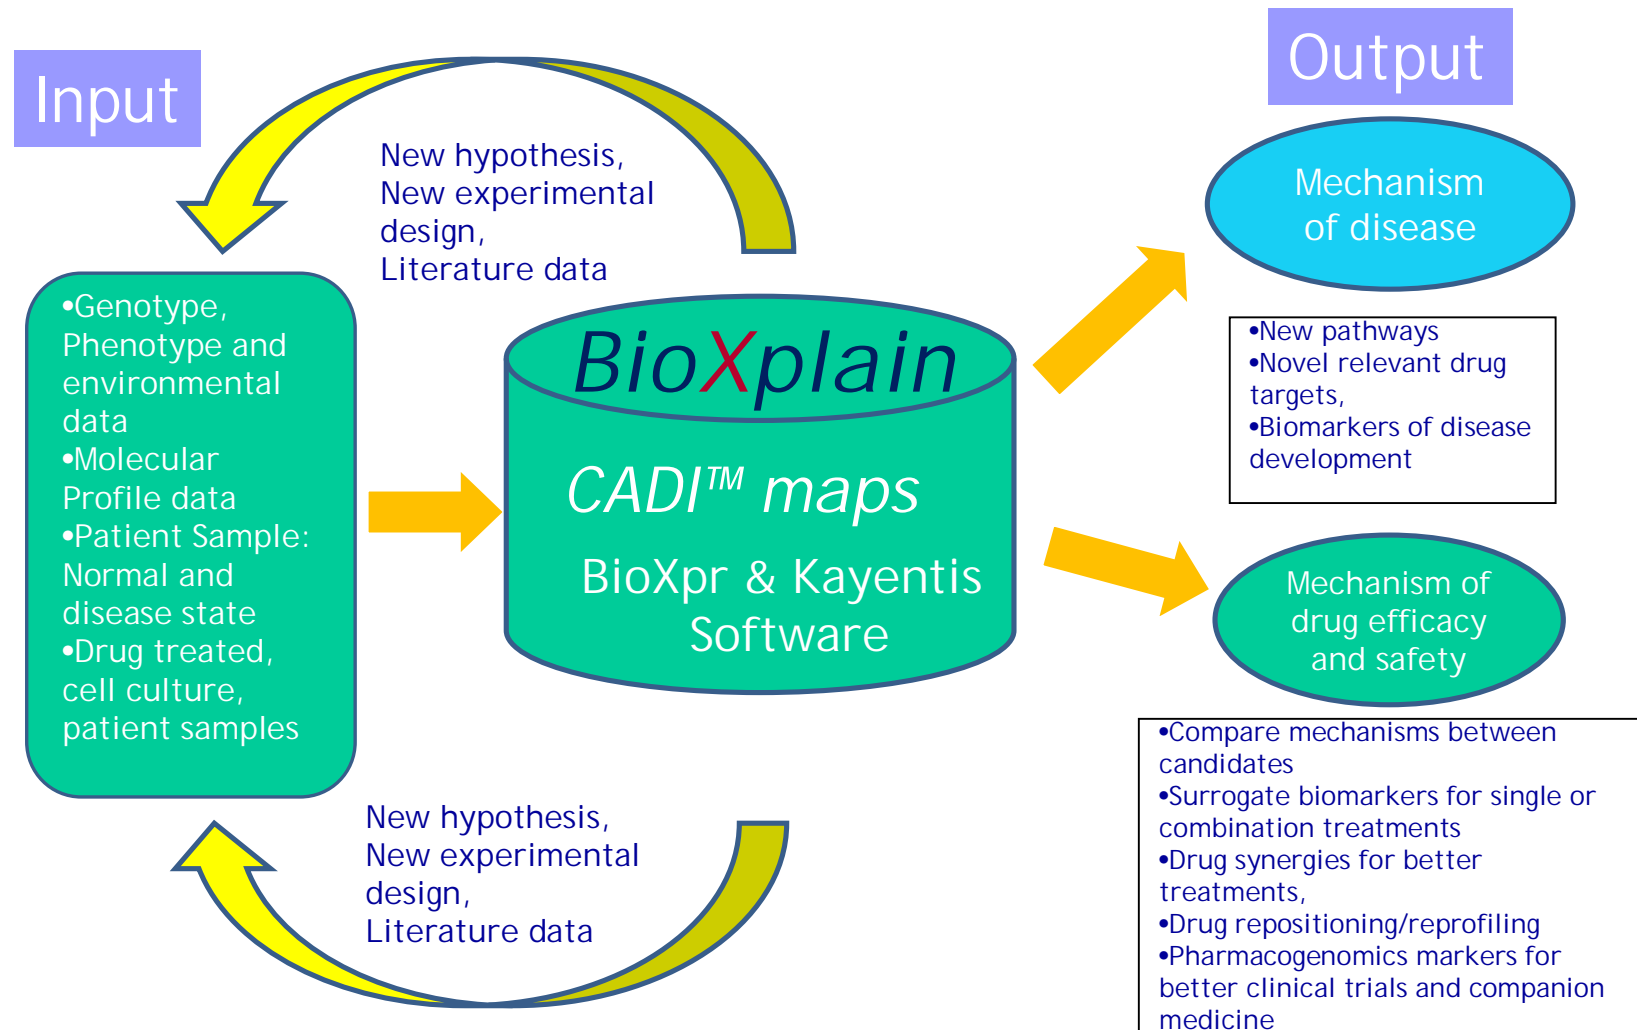 Input
Output
New hypothesis,
New experimental
design,
Literature data
•Genotype,
Phenotype and
environmental
data
•Molecular
Profile data
•Patient Sample:
Normal and
disease state
•Drug treated,
cell culture,
patient samples
BioXplain
CADI™ maps
BioXpr & Kayentis
Software
Mechanism
of disease
•New pathways
•Novel relevant drug
targets,
•Biomarkers of disease
development
Mechanism of
drug efficacy
and safety
•Compare mechanisms between
candidates
•Surrogate biomarkers for single or
combination treatments
•Drug synergies for better
treatments,
•Drug repositioning/reprofiling
•Pharmacogenomics markers for
better clinical trials and companion
medicine
New hypothesis,
New experimental
design,
Literature data